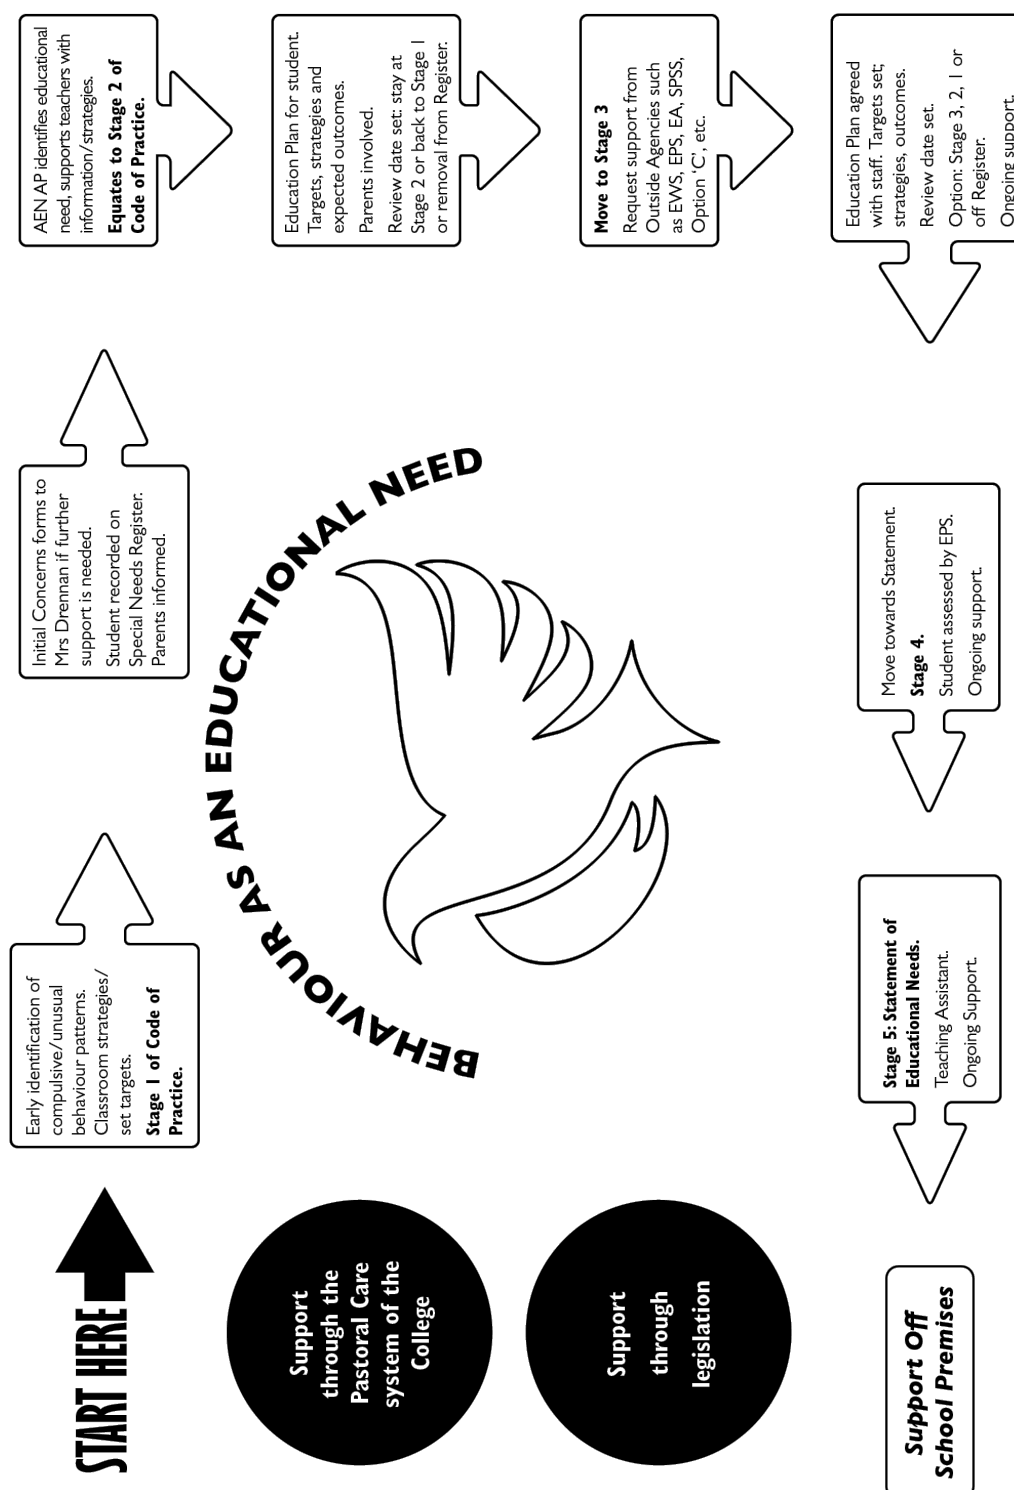 START HERE
Early identification of
compulsive/unusual
behaviour patterns.
Classroom strategies/
set targets.
Stage 1 of Code of
Practice.
Initial Concerns forms to
Mrs Drennan if further
support is needed.
Student recorded on
Special Needs Register.
Parents informed.
AEN AP identifies educational
need, supports teachers with
information/strategies.
Equates to Stage 2 of
Code of Practice.
Education Plan for student.
Targets, strategies and
expected outcomes.
Parents involved.
Review date set: stay at
Stage 2 or back to Stage 1
or removal from Register.
Move to Stage 3
Request support from
Outside Agencies such
as EWS, EPS, EA, SPSS,
Option ‘C’, etc.
Education Plan agreed
with staff. Targets set;
strategies, outcomes.
Review date set.
Option: Stage 3, 2, 1 or
off Register.
Ongoing support.
Move towards Statement.
Stage 4.
Student assessed by EPS.
Ongoing support.
Stage 5: Statement of
Educational Needs.
Teaching Assistant.
Ongoing Support.
Support Off
School Premises
BEHAVIOUR AS AN EDUCATIONAL NEED
Support
through the
Pastoral Care
system of the
College
Support
through
legislation